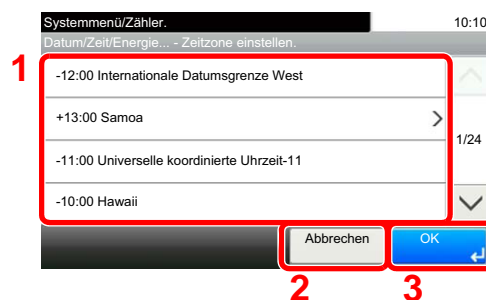 Systemmenü/Zähler.
10:10
Datum/Zeit/Energie... - Zeitzone einstellen.
1
-12:00 Internationale Datumsgrenze West
+13:00 Samoa
1/24
-11:00 Universelle koordinierte Uhrzeit-11
-10:00 Hawaii
Abbrechen
OK
2
3